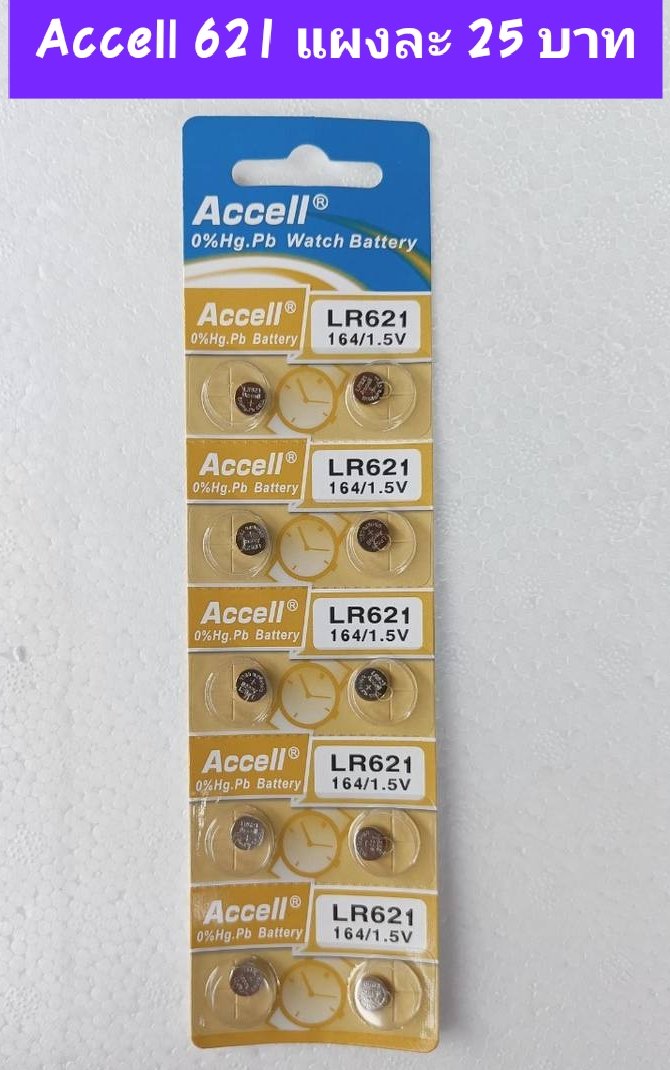 Accell 621 แผงละ 25 บาท
Accell®
0%Hg.Pb Watch Battery
Accell®
0%Hg.Pb Battery
LR621
164/1.5V
Accell®
0%Hg.Pb Battery
LR621
164/1.5V
Accell®
0%Hg.Pb Battery
LR621
164/1.5V
Accell®
0%Hg.Pb Battery
LR621
164/1.5V
Accell®
0%Hg.Pb Battery
LR621
164/1.5V